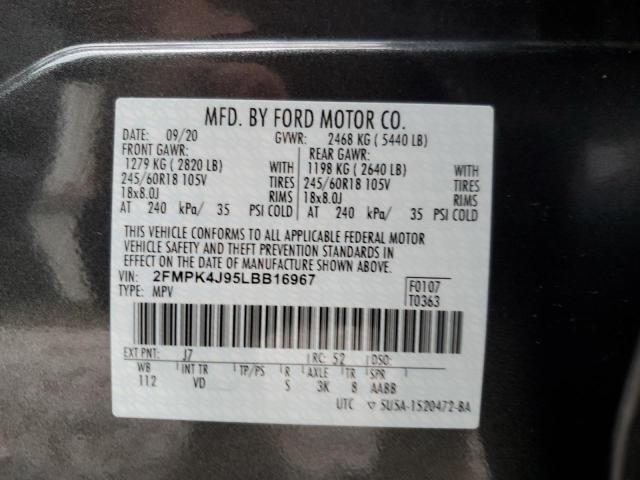 MFD. BY FORD MOTOR CO.
DATE: 09/20 GVWR: 2468 KG ( 5440 LB)
FRONT GAWR: REAR GAWR:
1279 KG ( 2820 LB) WITH 1198 KG ( 2640 LB) WITH
245/60R18 105V TIRES 245/60R18 105V TIRES
18x8.0J RIMS 18x8.0J RIMS
AT 240 kPa/ 35 PSI COLD AT 240 kPa/ 35 PSI COLD
THIS VEHICLE CONFORMS TO ALL APPLICABLE FEDERAL MOTOR
VEHICLE SAFETY AND THEFT PREVENTION STANDARDS IN
EFFECT ON THE DATE OF MANUFACTURE SHOWN ABOVE.
VIN: 2FMPK4J95LBB16967 F0107
TYPE: MPV T0363
EXT PNT: J7 RC: 52 DSO:
WB INT TR TP/PS R AXLE TR SPR
112 VD S 3K 8 AABB
UTC ▽ 5U5A-1520472-BA